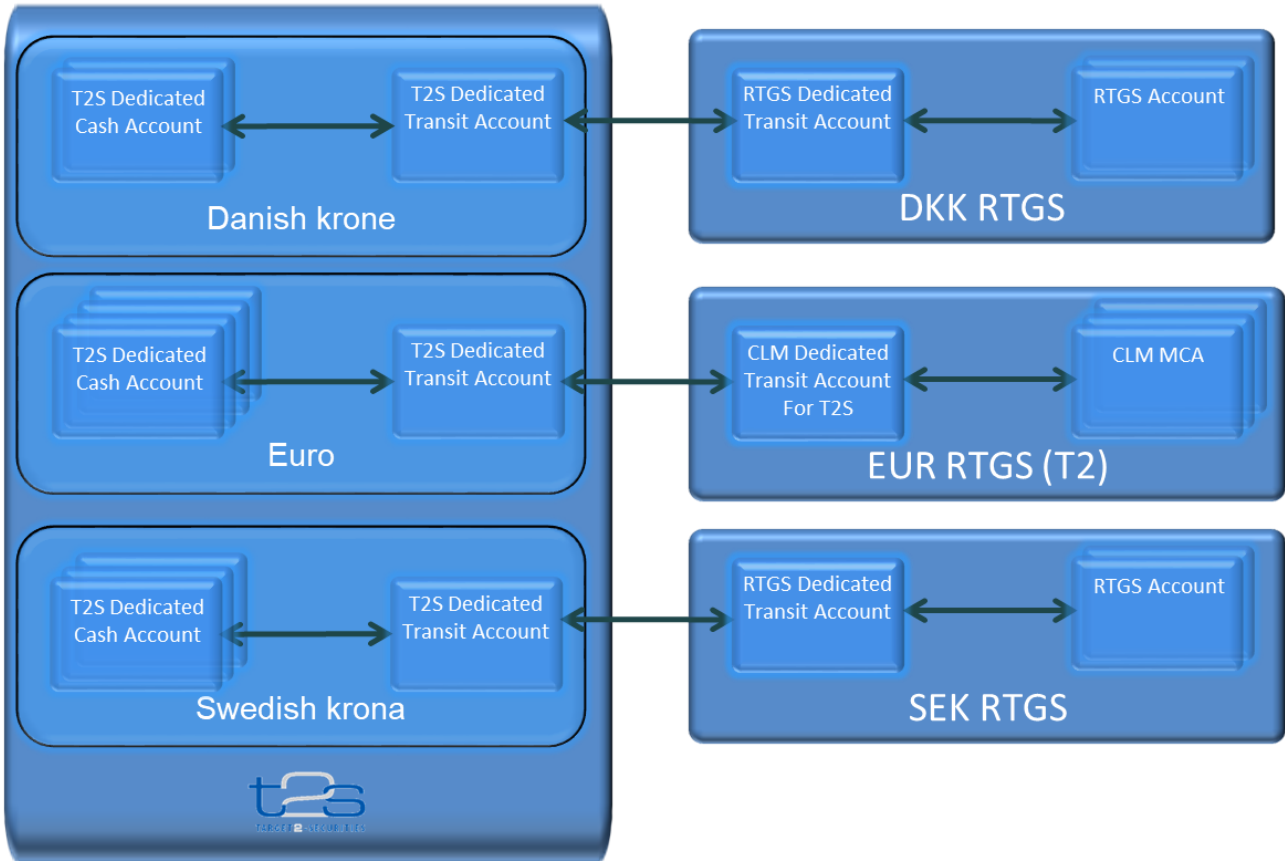 T2S Dedicated
Cash Account
T2S Dedicated
Transit Account
Danish krone
RTGS Dedicated
Transit Account
RTGS Account
DKK RTGS
T2S Dedicated
Cash Account
T2S Dedicated
Transit Account
Euro
CLM Dedicated
Transit Account
For T2S
CLM MCA
EUR RTGS (T2)
T2S Dedicated
Cash Account
T2S Dedicated
Transit Account
Swedish krona
RTGS Dedicated
Transit Account
RTGS Account
SEK RTGS
t2s
TARGET2-SECURITIES